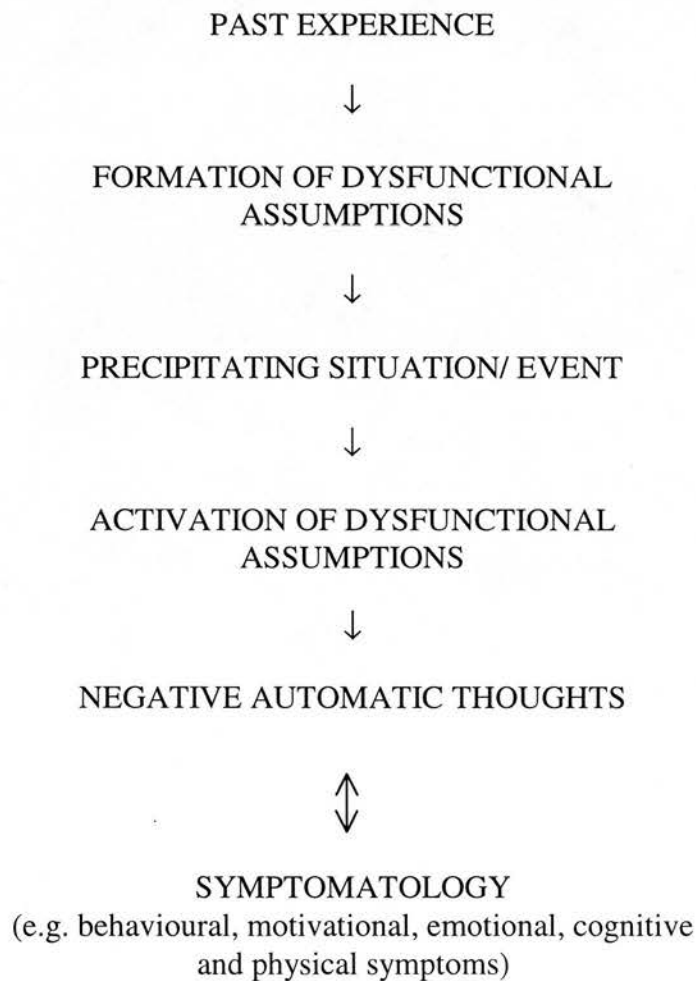 PAST EXPERIENCE
↓
FORMATION OF DYSFUNCTIONAL
ASSUMPTIONS
↓
PRECIPITATING SITUATION/ EVENT
↓
ACTIVATION OF DYSFUNCTIONAL
ASSUMPTIONS
↓
NEGATIVE AUTOMATIC THOUGHTS
↕
SYMPTOMATOLOGY
(e.g. behavioural, motivational, emotional, cognitive
and physical symptoms)